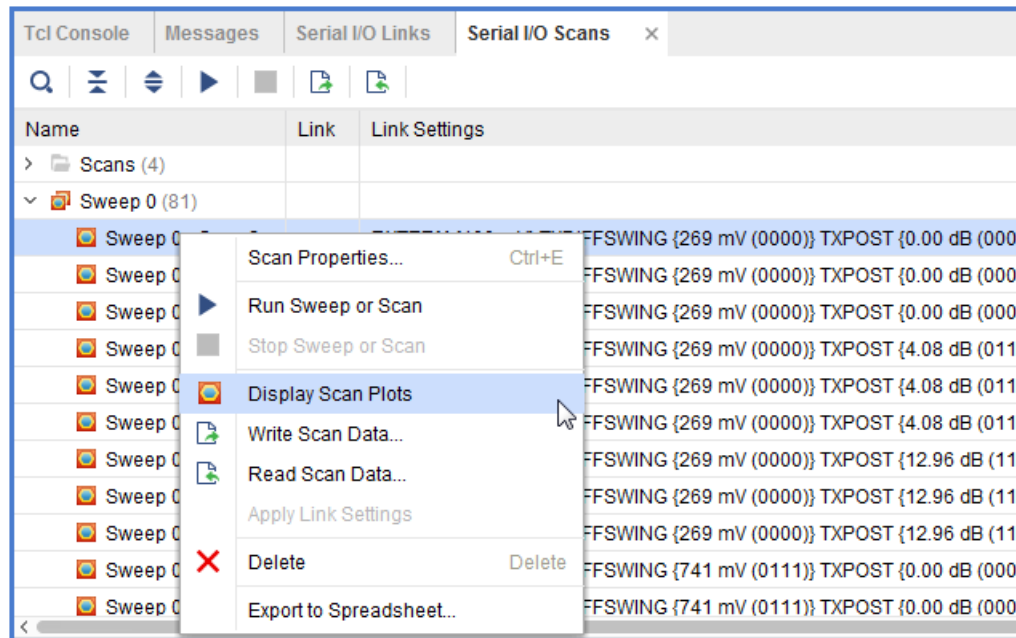 Tcl Console Messages Serial I/O Links Serial I/O Scans
Name Link Link Settings
Scans (4)
Sweep 0 (81)
Sweep FFSWING {269 mV (0000)} TXPOST {0.00 dB (000
Scan Properties... Ctrl+E
Sweep 0 FFSWING {269 mV (0000)} TXPOST {0.00 dB (000
Run Sweep or Scan
Sweep 0 FFSWING {269 mV (0000)} TXPOST {0.00 dB (000
Stop Sweep or Scan
Sweep 0 FFSWING {269 mV (0000)} TXPOST {4.08 dB (011
Display Scan Plots
Sweep 0 FFSWING {269 mV (0000)} TXPOST {4.08 dB (011
Write Scan Data...
Sweep 0 FFSWING {269 mV (0000)} TXPOST {4.08 dB (011
Read Scan Data...
Sweep 0 FFSWING {269 mV (0000)} TXPOST {12.96 dB (11
Sweep 0 FFSWING {269 mV (0000)} TXPOST {12.96 dB (11
Apply Link Settings
Sweep 0 FFSWING {269 mV (0000)} TXPOST {12.96 dB (11
Delete Delete
Sweep 0 FFSWING {741 mV (0111)} TXPOST {0.00 dB (000
Export to Spreadsheet...
Sweep 0 FFSWING {741 mV (0111)} TXPOST {0.00 dB (000